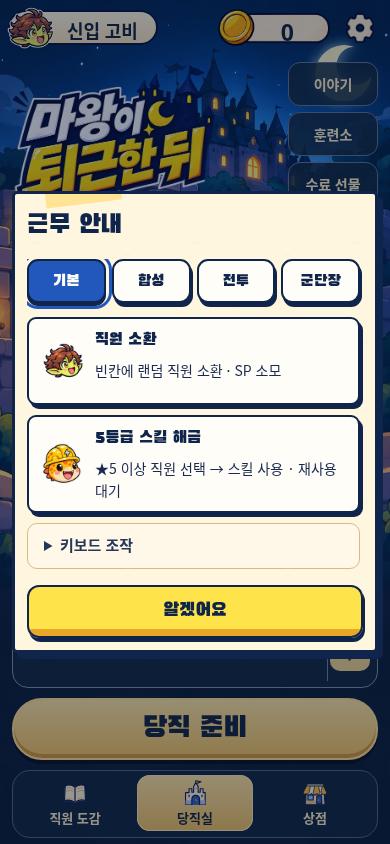 신입 고비
0
이야기
마왕이
퇴근한 뒤
훈련소
수료 선물
근무 안내
기본
합성
전투
군단장
직원 소환
빈칸에 랜덤 직원 소환 · SP 소모
5등급 스킬 해금
★5 이상 직원 선택 → 스킬 사용 · 재사용
대기
▶ 키보드 조작
알겠어요
당직 준비
직원 도감
당직실
상점